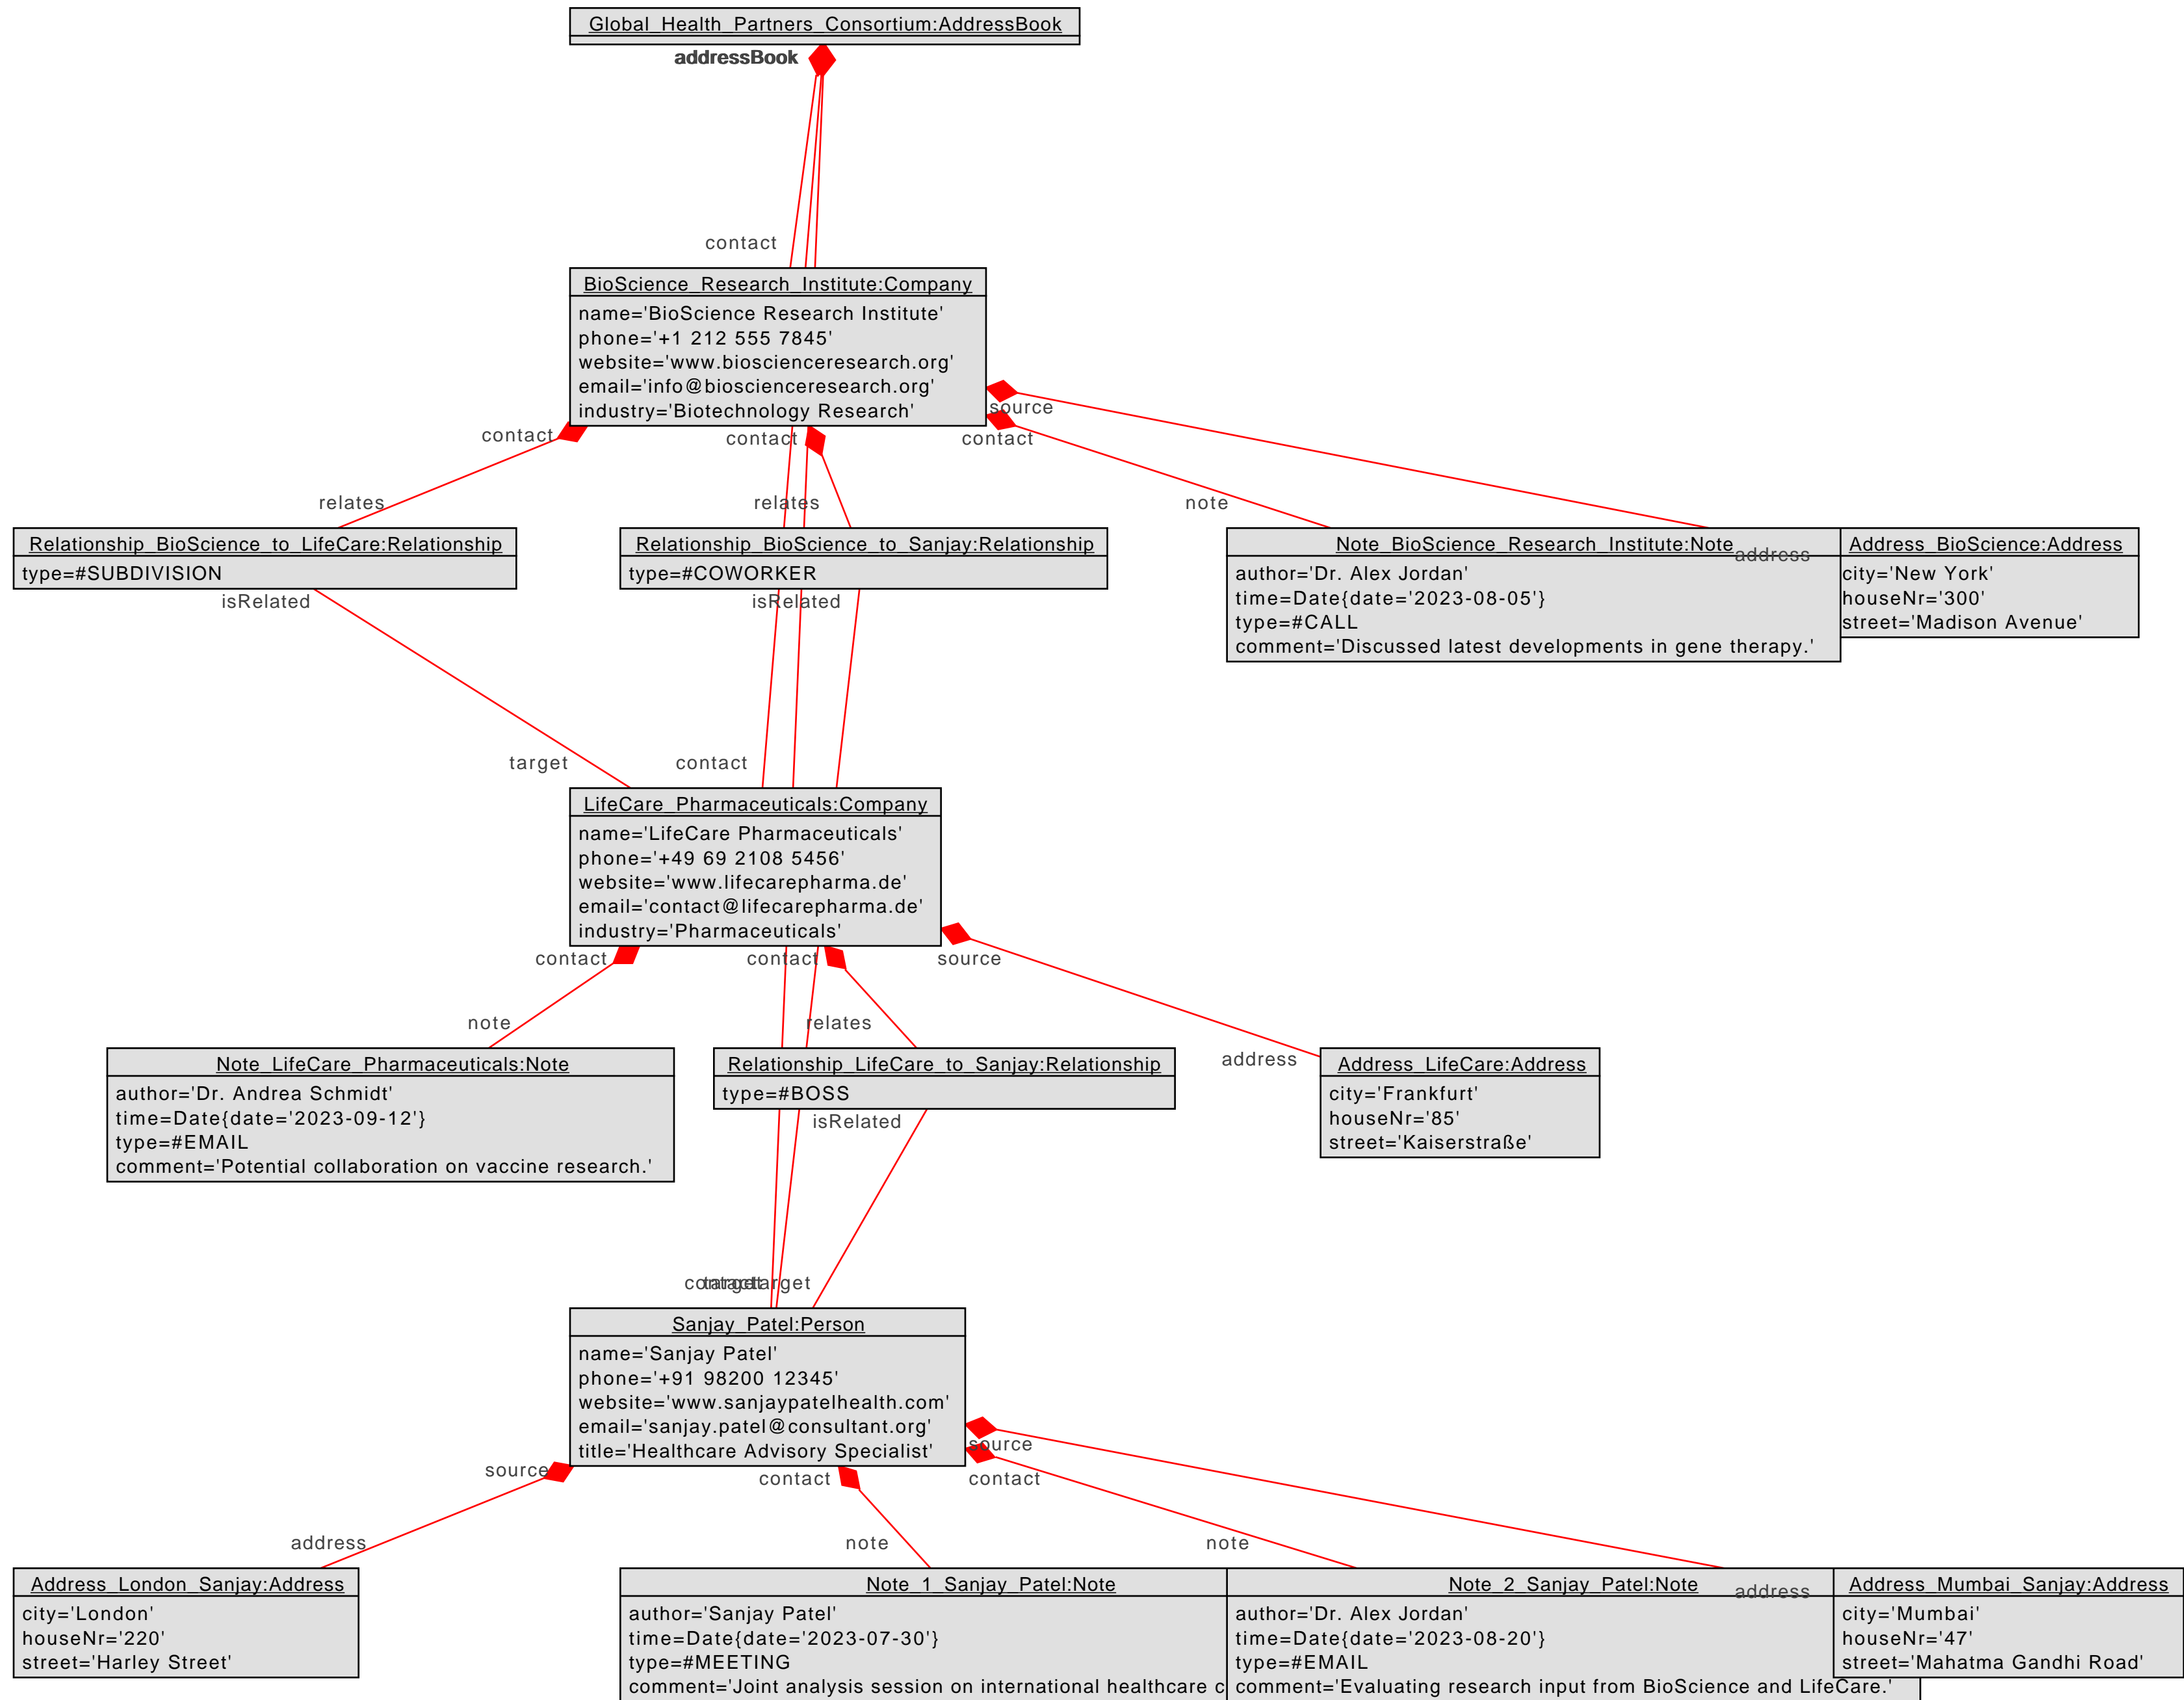 Global_Health_Partners_Consortium:AddressBook
addressBook
contact
BioScience_Research_Institute:Company
name='BioScience Research Institute'
phone='+1 212 555 7845'
website='www.bioscienceresearch.org'
email='info@bioscienceresearch.org'
industry='Biotechnology Research'
source
contact
contact
contact
relates
relates
note
Relationship_BioScience_to_LifeCare:Relationship
type=#SUBDIVISION
isRelated
Relationship_BioScience_to_Sanjay:Relationship
type=#COWORKER
isRelated
Note_BioScience_Research_Institute:Note
author='Dr. Alex Jordan'
time=Date{date='2023-08-05'}
type=#CALL
comment='Discussed latest developments in gene therapy.'
address
Address_BioScience:Address
city='New York'
houseNr='300'
street='Madison Avenue'
target
contact
LifeCare_Pharmaceuticals:Company
name='LifeCare Pharmaceuticals'
phone='+49 69 2108 5456'
website='www.lifecarepharma.de'
email='contact@lifecarepharma.de'
industry='Pharmaceuticals'
contact
contact
source
note
relates
address
Note_LifeCare_Pharmaceuticals:Note
author='Dr. Andrea Schmidt'
time=Date{date='2023-09-12'}
type=#EMAIL
comment='Potential collaboration on vaccine research.'
Relationship_LifeCare_to_Sanjay:Relationship
type=#BOSS
isRelated
Address_LifeCare:Address
city='Frankfurt'
houseNr='85'
street='Kaiserstraße'
contact
target
target
Sanjay_Patel:Person
name='Sanjay Patel'
phone='+91 98200 12345'
website='www.sanjaypatelhealth.com'
email='sanjay.patel@consultant.org'
title='Healthcare Advisory Specialist'
source
source
contact
contact
address
note
note
Address_London_Sanjay:Address
city='London'
houseNr='220'
street='Harley Street'
Note_1_Sanjay_Patel:Note
author='Sanjay Patel'
time=Date{date='2023-07-30'}
type=#MEETING
comment='Joint analysis session on international healthcare c
Note_2_Sanjay_Patel:Note
author='Dr. Alex Jordan'
time=Date{date='2023-08-20'}
type=#EMAIL
comment='Evaluating research input from BioScience and LifeCare.'
address
Address_Mumbai_Sanjay:Address
city='Mumbai'
houseNr='47'
street='Mahatma Gandhi Road'